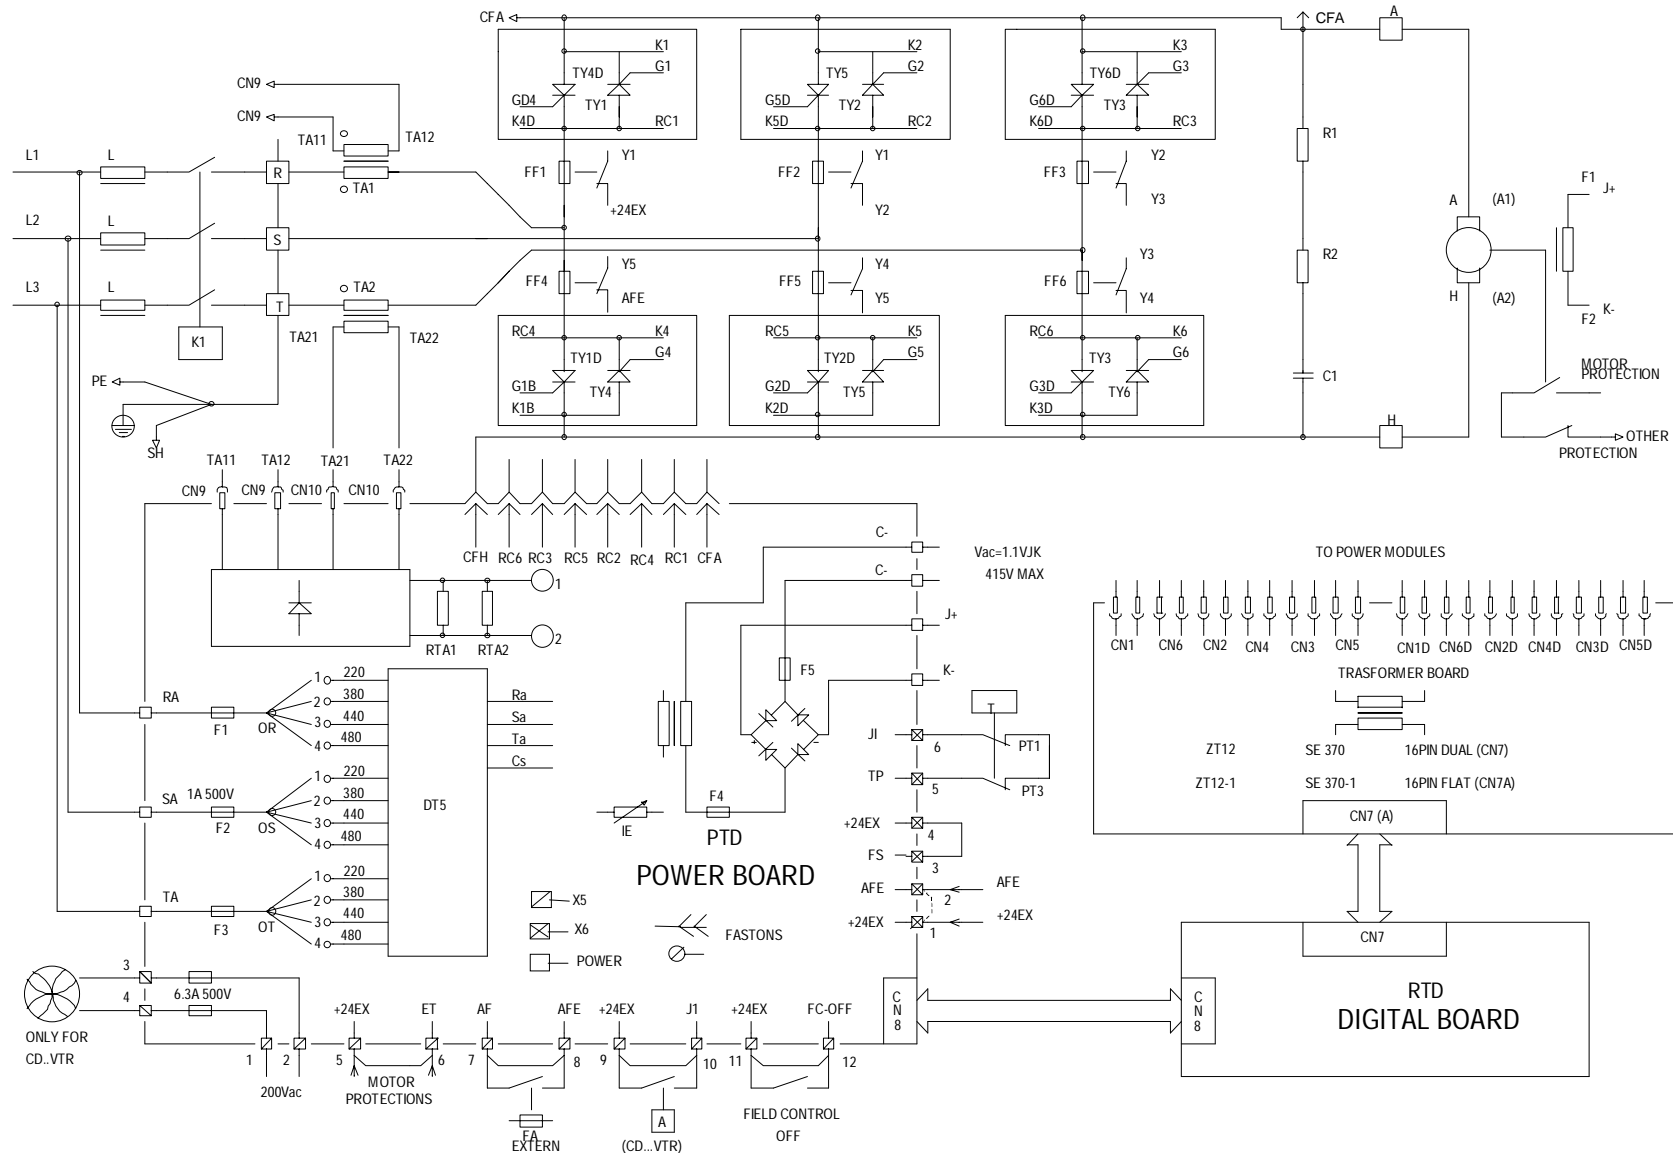 CFA
CFA
A
K1
G1
TY4D
TY1
GD4
K4D
RC1
K2
G2
TY5
TY2
G5D
K5D
RC2
K3
G3
TY6D
TY3
G6D
K6D
RC3
CN9
CN9
TA11
TA12
TA1
L1
L
R
L2
L
S
L3
L
T
K1
TA2
TA21
TA22
PE
SH
FF1
Y1
+24EX
FF2
Y1
Y2
FF3
Y2
Y3
FF4
Y5
AFE
FF5
Y4
Y5
FF6
Y3
Y4
RC4
K4
G4
TY1D
TY4
G1B
K1B
RC5
K5
G5
TY2D
TY5
G2D
K2D
RC6
K6
G6
TY3
TY6
G3D
K3D
R1
R2
C1
H
A
(A1)
H
(A2)
F1
J+
F2
K-
MOTOR
PROTECTION
OTHER
PROTECTION
TA11
TA12
TA21
TA22
CN9
CN9
CN10
CN10
CFH
RC6
RC3
RC5
RC2
RC4
RC1
CFA
1
2
RTA1
RTA2
C-
C-
J+
K-
Vac=1.1VJK
415V MAX
TO POWER MODULES
CN1
CN6
CN2
CN4
CN3
CN5
CN1D
CN6D
CN2D
CN4D
CN3D
CN5D
TRASFORMER BOARD
ZT12
SE 370
16PIN DUAL (CN7)
ZT12-1
SE 370-1
16PIN FLAT (CN7A)
CN7 (A)
CN7
RTD
DIGITAL BOARD
CN8
CN8
RA
F1
OR
1
220
2
380
3
440
4
480
SA
1A 500V
F2
OS
1
220
2
380
3
440
4
480
TA
F3
OT
1
220
2
380
3
440
4
480
DT5
Ra
Sa
Ta
Cs
F5
+
-
F4
IE
PTD
POWER BOARD
JI
6
TP
5
T
PT1
PT3
+24EX
4
FS
3
AFE
2
AFE
+24EX
1
+24EX
X5
X6
POWER
FASTONS
3
4
6.3A 500V
ONLY FOR
CD..VTR
1
2
200Vac
+24EX
ET
5
6
MOTOR
PROTECTIONS
AF
AFE
7
8
FA
EXTERN
+24EX
J1
9
10
A
(CD...VTR)
+24EX
FC-OFF
11
12
FIELD CONTROL
OFF